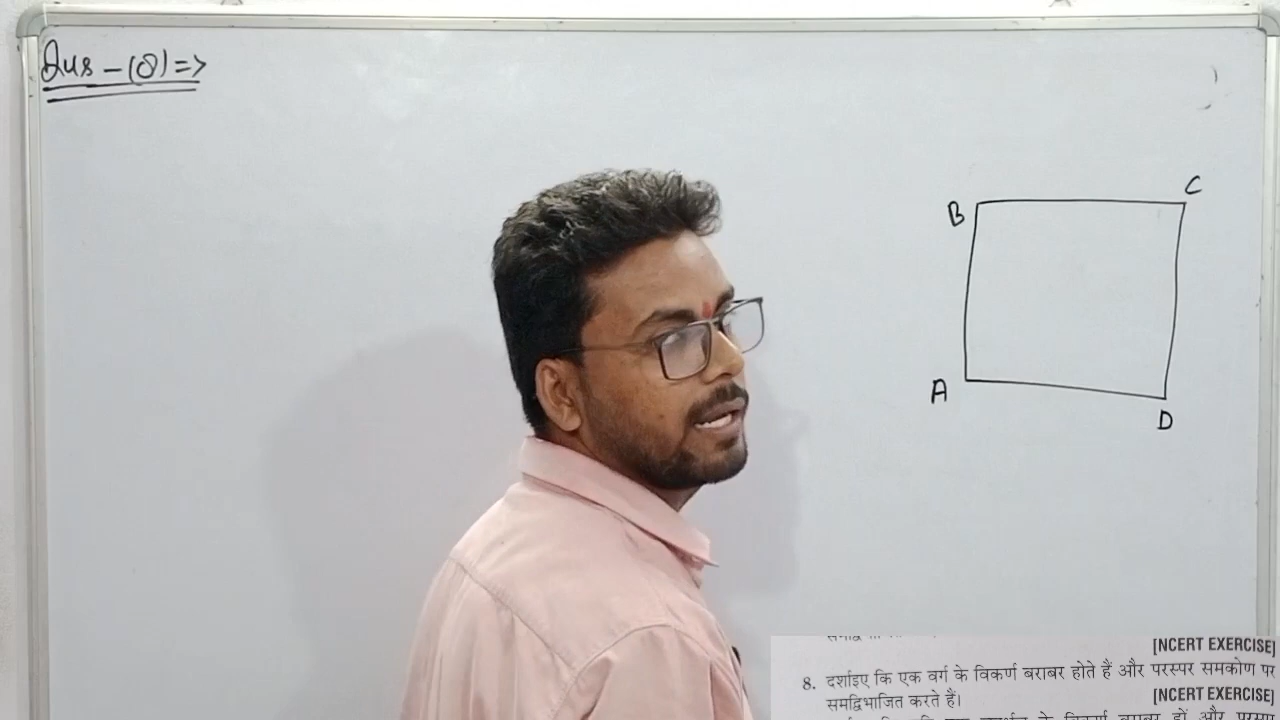 Qus - (8) =>
B
C
A
D
[NCERT EXERCISE]
8. दर्शाइए कि एक वर्ग के विकर्ण बराबर होते हैं और परस्पर समकोण पर
समद्विभाजित करते हैं।
[NCERT EXERCISE]